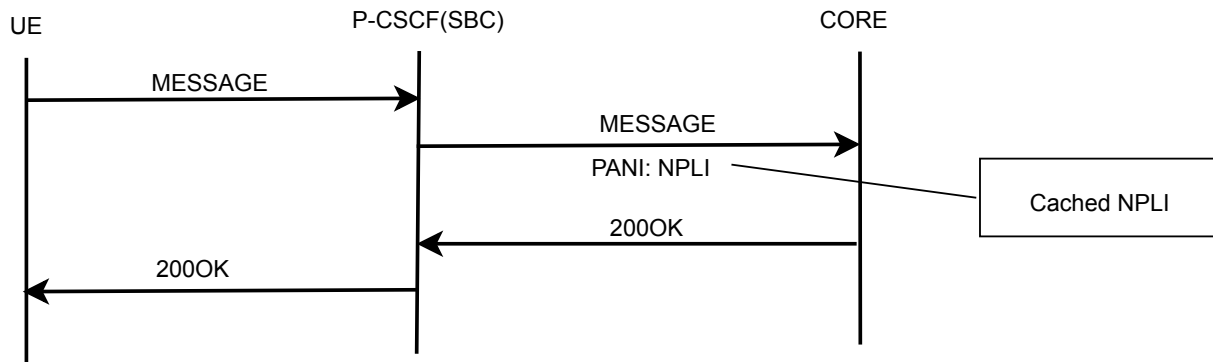 UE
P-CSCF(SBC)
CORE
MESSAGE
MESSAGE
PANI: NPLI
Cached NPLI
200OK
200OK